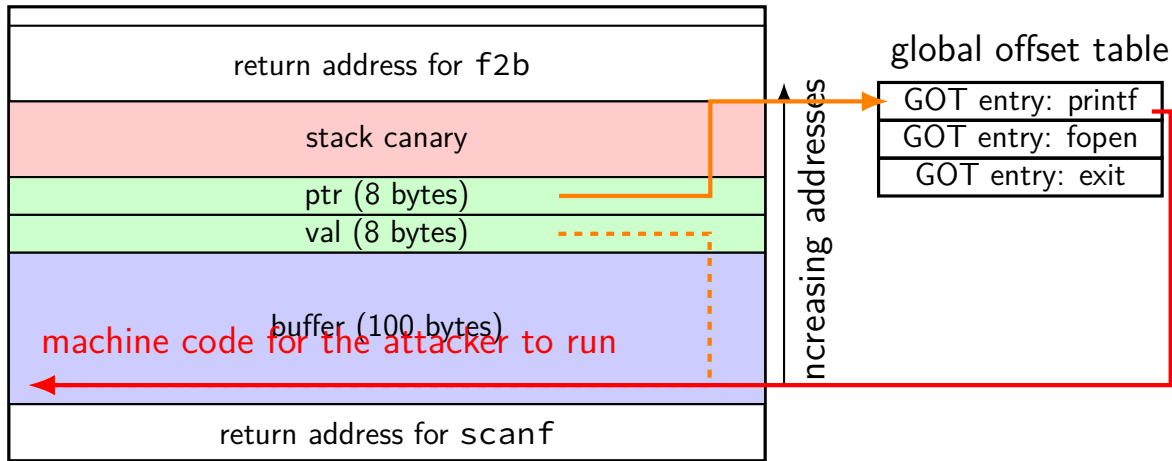 return address for f2b
stack canary
ptr (8 bytes)
val (8 bytes)
buffer (100 bytes)
machine code for the attacker to run
return address for scanf
ncreasing addresses
global offset table
GOT entry: printf
GOT entry: fopen
GOT entry: exit